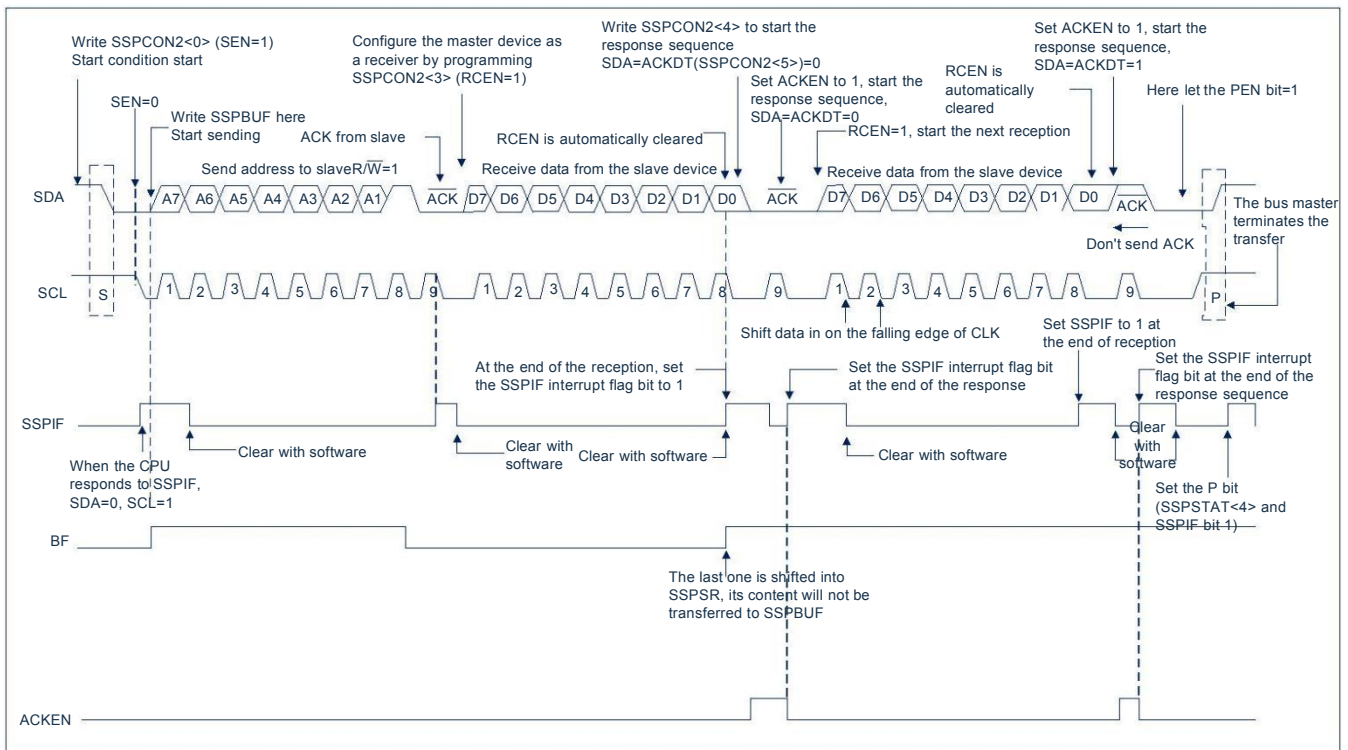 Write SSPCON2<0> (SEN=1)
Start condition start
SEN=0
Write SSPBUF here
Start sending
Configure the master device as
a receiver by programming
SSPCON2<3> (RCEN=1)
ACK from slave
Write SSPCON2<4> to start the
response sequence
SDA=ACKDT(SSPCON2<5>)=0
Set ACKEN to 1, start the
response sequence,
SDA=ACKDT=0
RCEN is automatically cleared
RCEN=1, start the next reception
RCEN is
automatically
cleared
Set ACKEN to 1, start the
response sequence,
SDA=ACKDT=1
Here let the PEN bit=1
Send address to slaveR/W=1
Receive data from the slave device
Receive data from the slave device
SDA
A7 A6 A5 A4 A3 A2 A1 ACK D7 D6 D5 D4 D3 D2 D1 D0 ACK D7 D6 D5 D4 D3 D2 D1 D0 ACK
The bus master
terminates the
transfer
Don't send ACK
SCL
S 1 2 3 4 5 6 7 8 9 1 2 3 4 5 6 7 8 9 1 2 3 4 5 6 7 8 9 P
Shift data in on the falling edge of CLK
At the end of the reception, set
the SSPIF interrupt flag bit to 1
Set the SSPIF interrupt flag bit
at the end of the response
Set SSPIF to 1 at
the end of reception
Set the SSPIF interrupt
flag bit at the end of the
response sequence
SSPIF
When the CPU
responds to SSPIF,
SDA=0, SCL=1
Clear with software
Clear with
software
Clear with software
Clear with software
Clear
with
software
Set the P bit
(SSPSTAT<4> and
SSPIF bit 1)
BF
The last one is shifted into
SSPSR, its content will not be
transferred to SSPBUF
ACKEN